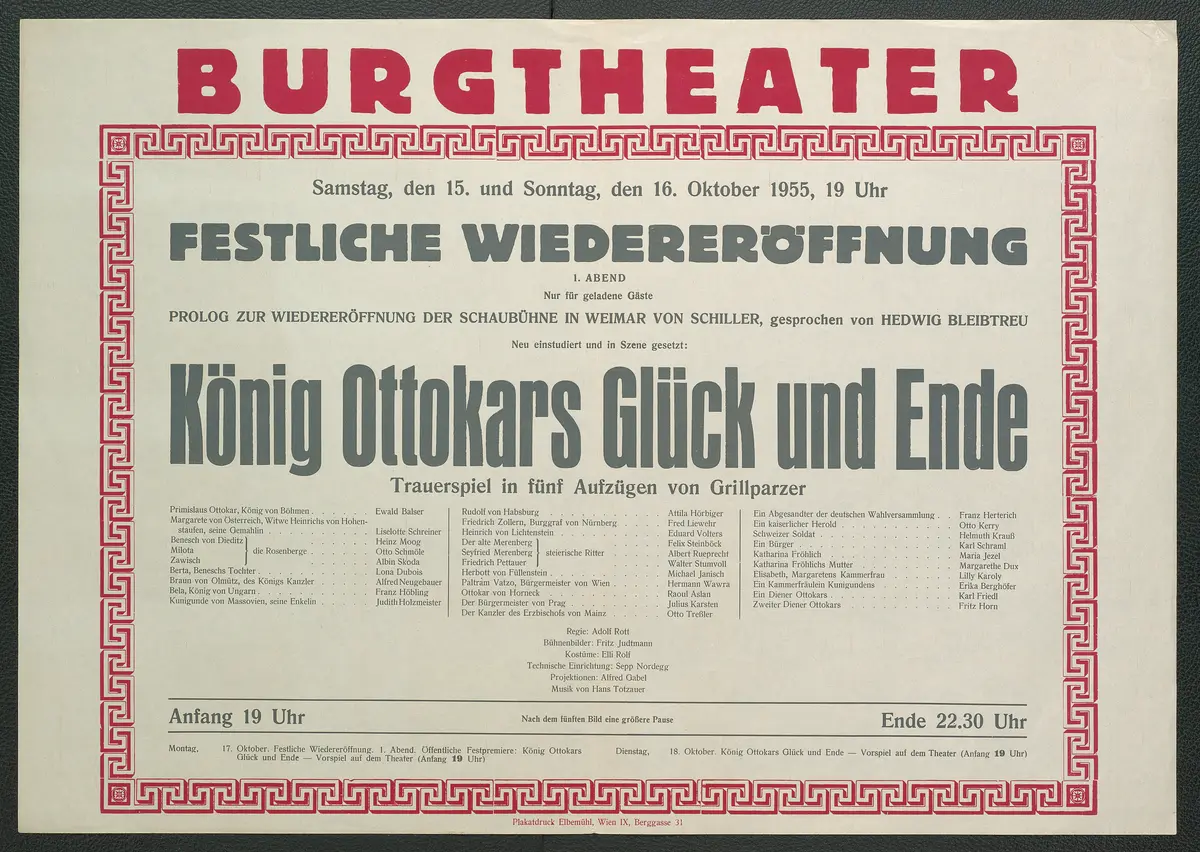 BURGTHEATER
Samstag, den 15. und Sonntag, den 16. Oktober 1955, 19 Uhr
FESTLICHE WIEDERERÖFFNUNG
1. ABEND
Nur für geladene Gäste
PROLOG ZUR WIEDERERÖFFNUNG DER SCHAUBÜHNE IN WEIMAR VON SCHILLER, gesprochen von HEDWIG BLEIBTREU
Neu einstudiert und in Szene gesetzt:
König Ottokars Glück und Ende
Trauerspiel in fünf Aufzügen von Grillparzer
Primislaus Ottokar, König von Böhmen . . . . . . Ewald Balser
Margarete von Österreich, Witwe Heinrichs von Hohen-
staufen, seine Gemahlin . . . . . . Liselotte Schreiner
Benesch von Dieditz Heinz Moog
Milota die Rosenberge . . . . . . Otto Schmöle
Zawisch Albin Skoda
Berta, Beneschs Tochter . . . . . . Lona Dubois
Braun von Olmütz, des Königs Kanzler . . . . . . Alfred Neugebauer
Bela, König von Ungarn . . . . . . Franz Höbling
Kunigunde von Massovien, seine Enkelin . . . . . . Judith Holzmeister
Rudolf von Habsburg . . . . . . Attila Hörbiger
Friedrich Zollern, Burggraf von Nürnberg . . . . . . Fred Liewehr
Heinrich von Lichtenstein . . . . . . Eduard Volters
Der alte Merenberg Felix Steinböck
Seyfried Merenberg steierische Ritter . . . . . . Albert Rueprecht
Friedrich Pettauer Walter Stumvoll
Herbott von Füllenstein . . . . . . Michael Janisch
Paltram Vatzo, Bürgermeister von Wien . . . . . . Hermann Wawra
Ottokar von Horneck . . . . . . Raoul Aslan
Der Bürgermeister von Prag . . . . . . Julius Karsten
Der Kanzler des Erzbischofs von Mainz . . . . . . Otto Treßler
Ein Abgesandter der deutschen Wahlversammlung . . Franz Herterich
Ein kaiserlicher Herold . . . . . . Otto Kerry
Schweizer Soldat . . . . . . Helmuth Krauß
Ein Bürger . . . . . . Karl Schraml
Katharina Fröhlich . . . . . . Maria Jezel
Katharina Fröhlichs Mutter . . . . . . Margarethe Dux
Elisabeth, Margaretens Kammerfrau . . . . . . Lilly Karoly
Ein Kammerfräulein Kunigundens . . . . . . Erika Berghöfer
Ein Diener Ottokars . . . . . . Karl Friedl
Zweiter Diener Ottokars . . . . . . Fritz Horn
Regie: Adolf Rott
Bühnenbilder: Fritz Judtmann
Kostüme: Elli Rolf
Technische Einrichtung: Sepp Nordegg
Projektionen: Alfred Gabel
Musik von Hans Totzauer
Anfang 19 Uhr Nach dem fünften Bild eine größere Pause Ende 22.30 Uhr
Montag, 17. Oktober. Festliche Wiedereröffnung. 1. Abend. Öffentliche Festpremiere: König Ottokars
Glück und Ende — Vorspiel auf dem Theater (Anfang 19 Uhr)
Dienstag, 18. Oktober. König Ottokars Glück und Ende — Vorspiel auf dem Theater (Anfang 19 Uhr)
Plakatdruck Elbemühl, Wien IX, Berggasse 31